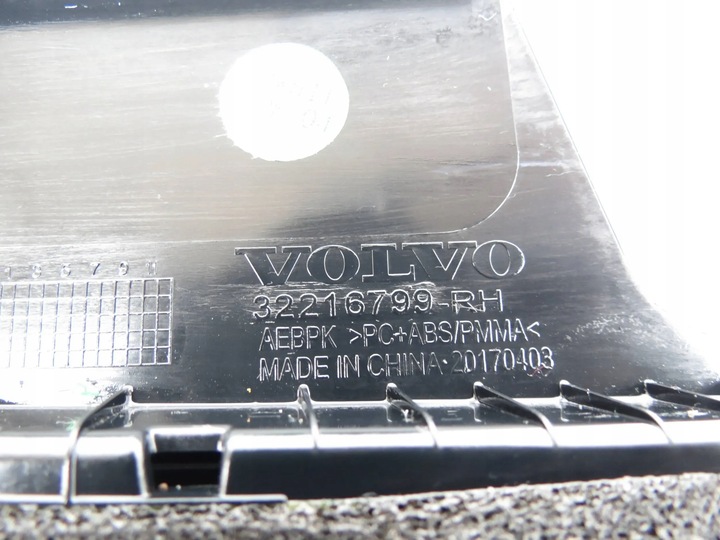 VOLVO
32216799-RH
AEBPK >PC+ABS/PMMA<
MADE IN CHINA·20170403